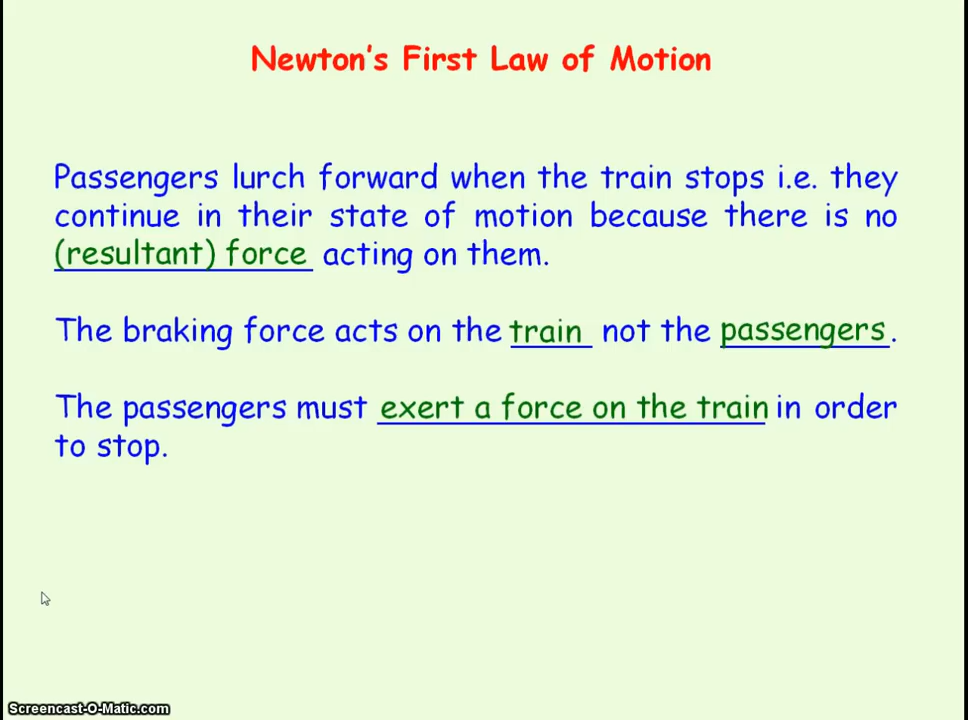 Newton's First Law of Motion
Passengers lurch forward when the train stops i.e. they
continue in their state of motion because there is no
(resultant) force acting on them.
The braking force acts on the train not the passengers.
The passengers must exert a force on the train in order
to stop.
Screencast-O-Matic.com